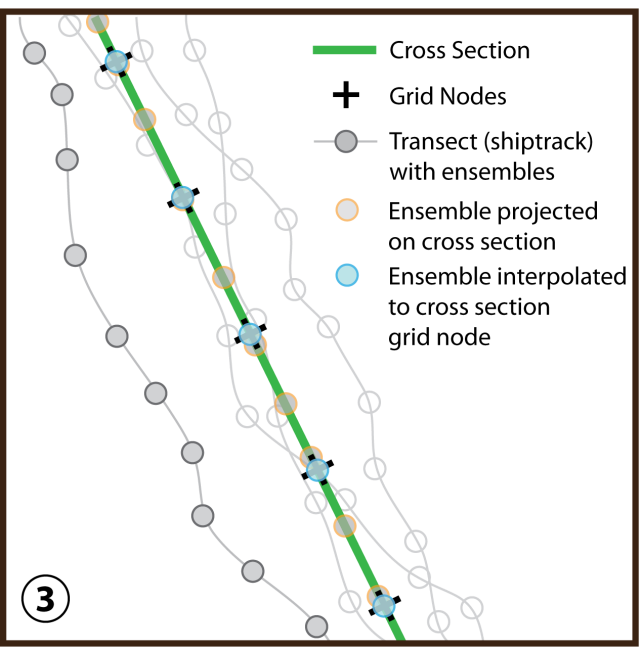 Cross Section
Grid Nodes
Transect (shiptrack)
with ensembles
Ensemble projected
on cross section
Ensemble interpolated
to cross section
grid node
3